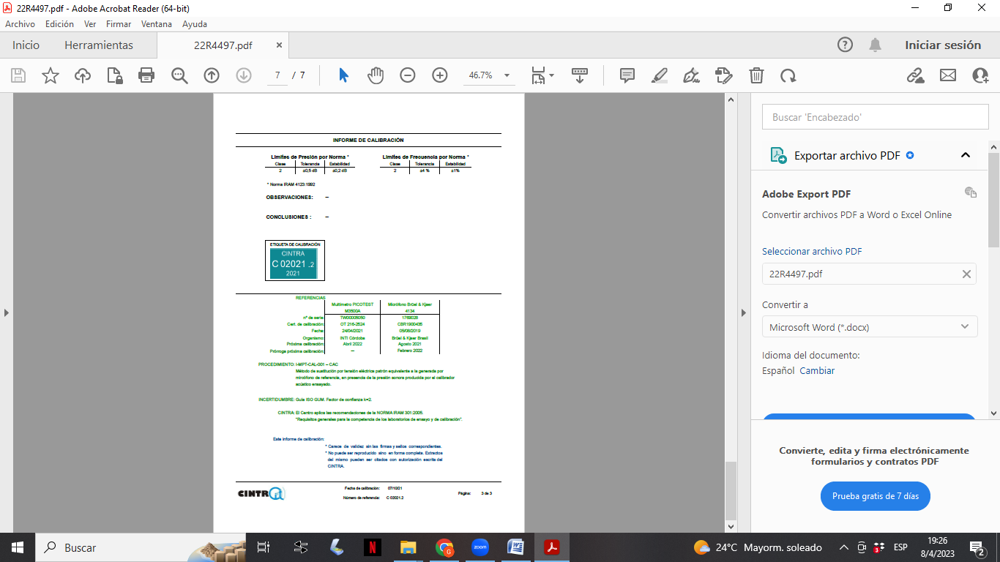 22R4497.pdf - Adobe Acrobat Reader (64-bit)
Archivo Edición Ver Firmar Ventana Ayuda
Inicio Herramientas 22R4497.pdf Iniciar sesión
7 / 7 46.7%
INFORME DE CALIBRACIÓN
Límites de Presión por Norma * Límites de Frecuencia por Norma *
Clase Tolerancia Estabilidad Clase Tolerancia Estabilidad
2 ±0,5 dB ±0,2 dB 2 ±4 % ±1%
* Norma IRAM 4123:1992
OBSERVACIONES: –
CONCLUSIONES : –
ETIQUETA DE CALIBRACIÓN
CINTRA
C 02021 .2
2021
REFERENCIAS
Multímetro PICOTEST Micrófono Brüel & Kjaer
M3500A 4134
nº de serie: TW00005050 1769028
Cert. de calibración: OT 216-2524 CBR1900435
Fecha: 24/04/2021 05/08/2019
Organismo: INTI Córdoba Brüel & Kjaer Brasil
Próxima calibración: Abril 2022 Agosto 2021
Prórroga próxima calibración: --- Febrero 2022
PROCEDIMIENTO: I-MPT-CAL-001 – CAC
Método de sustitución por tensión eléctrica patrón equivalente a la generada por
micrófono de referencia, en presencia de la presión sonora producida por el calibrador
acústico ensayado.
INCERTIDUMBRE: Guía ISO GUM. Factor de confianza k=2.
CINTRA: El Centro aplica las recomendaciones de la NORMA IRAM 301:2005.
"Requisitos generales para la competencia de los laboratorios de ensayo y de calibración".
Este informe de calibración:
* Carece de validez sin las firmas y sellos correspondientes.
* No puede ser reproducido sino en forma completa. Extractos
del mismo pueden ser citados con autorización escrita del
CINTRA.
CINTRA
Fecha de calibración: 07/10/21
Número de referencia: C 02021.2
Página: 3 de 3
Buscar 'Encabezado'
Exportar archivo PDF
Adobe Export PDF
Convertir archivos PDF a Word o Excel Online
Seleccionar archivo PDF
22R4497.pdf
Convertir a
Microsoft Word (*.docx)
Idioma del documento:
Español Cambiar
Convierte, edita y firma electrónicamente
formularios y contratos PDF
Prueba gratis de 7 días
Buscar
zoom
24°C Mayorm. soleado
ESP
19:26
8/4/2023
2